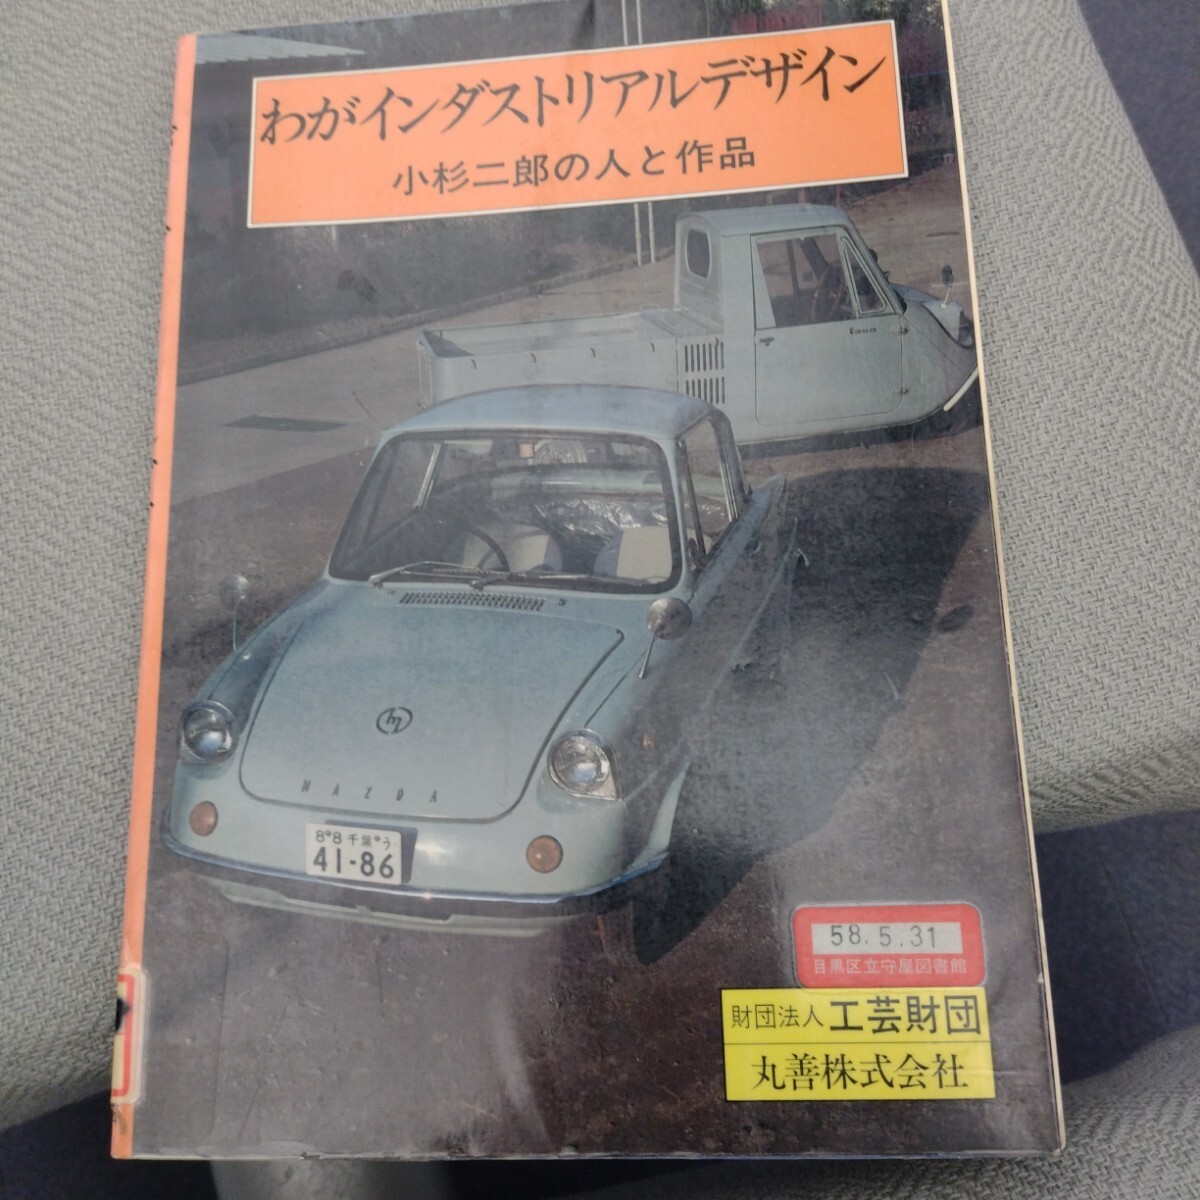 わがインダストリアルデザイン
小杉二郎の人と作品
K360
MAZDA
8 8 千葉 う
41-86
58.5.31
目黒区立守屋図書館
財団法人 工芸財団
丸善株式会社